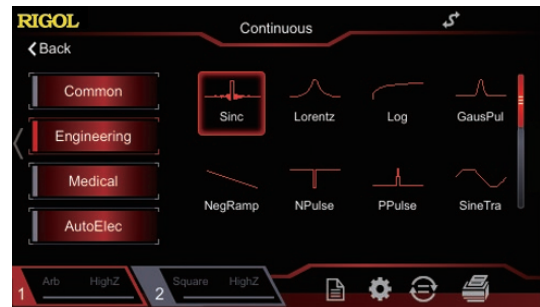 RIGOL
Continuous
Back
Common
Engineering
Medical
AutoElec
Sinc Lorentz Log GausPul
NegRamp NPulse PPulse SineTra
1 Arb HighZ
2 Square HighZ